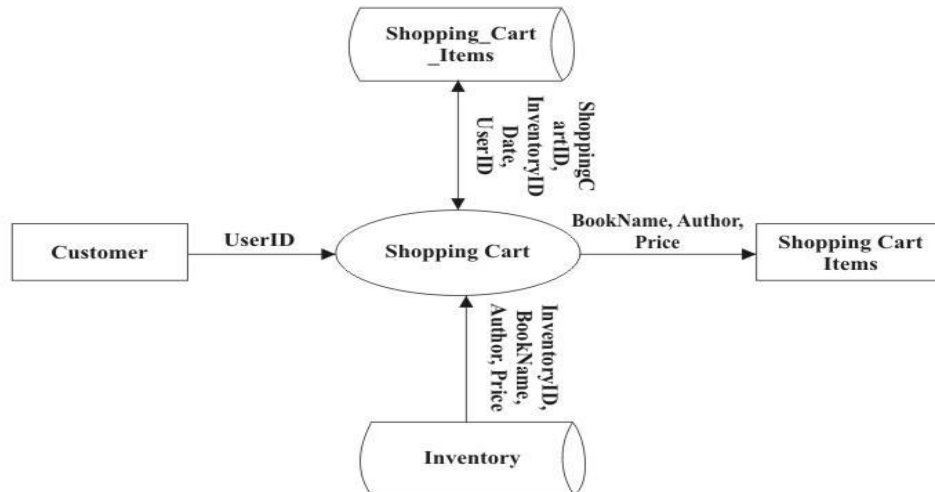 Shopping_Cart
_Items
ShoppingC
artID,
InventoryID
Date,
UserID
Customer
UserID
Shopping Cart
BookName, Author,
Price
Shopping Cart
Items
InventoryID,
BookName,
Author, Price
Inventory